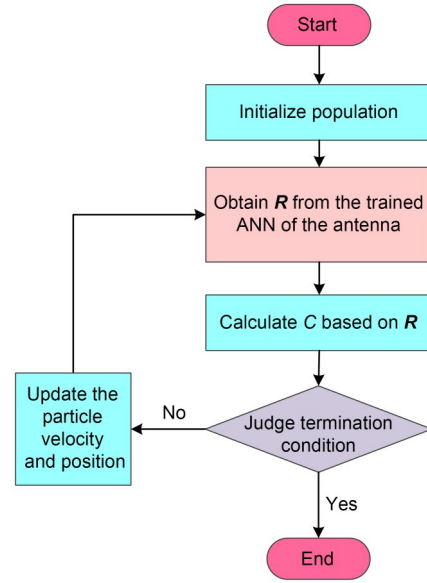 Start
Initialize population
Obtain R from the trained
ANN of the antenna
Calculate C based on R
Update the
particle
velocity
and position
No
Judge termination
condition
Yes
End